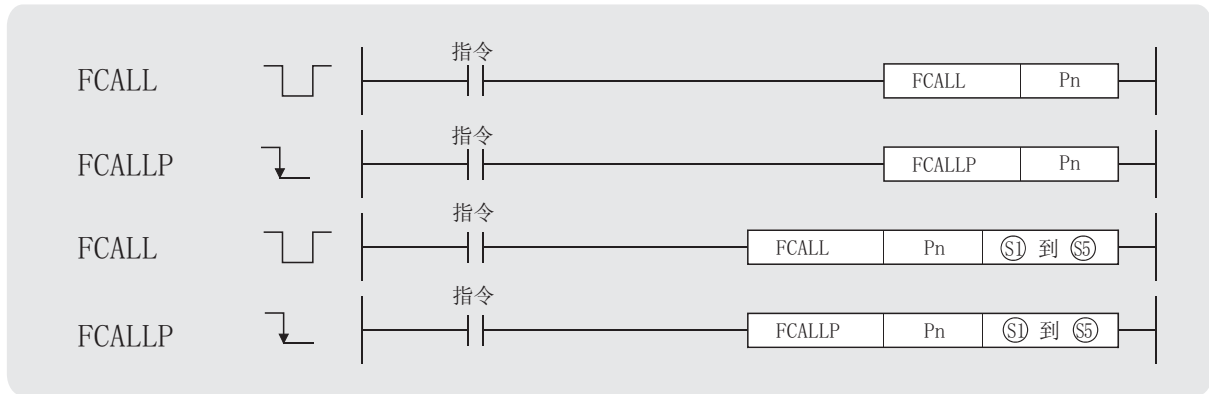 指令
FCALL FCALL Pn
指令
FCALLP FCALLP Pn
指令
FCALL FCALL Pn S1 到 S5
指令
FCALLP FCALLP Pn S1 到 S5